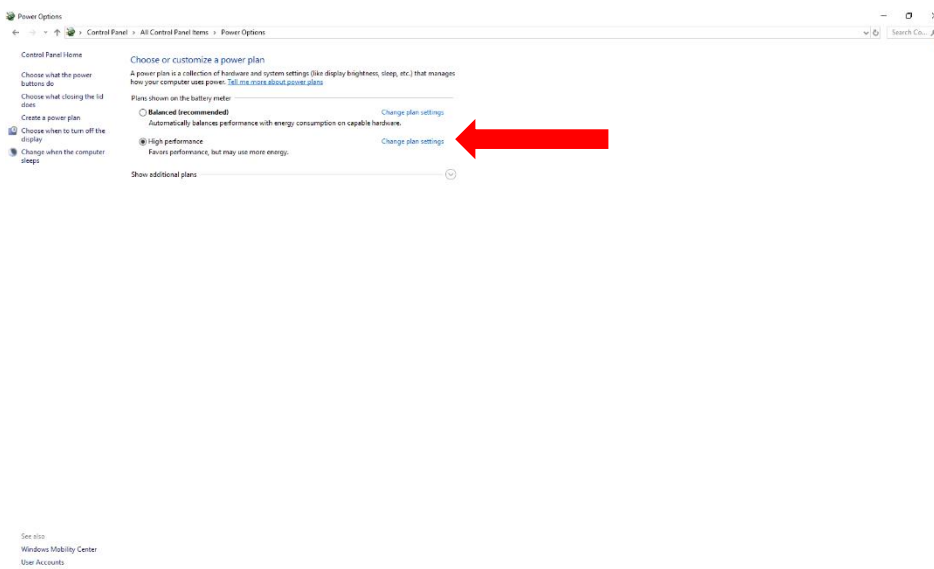 Power Options
Control Panel > All Control Panel Items > Power Options
Search Co...
Control Panel Home
Choose what the power
buttons do
Choose what closing the lid
does
Create a power plan
Choose when to turn off the
display
Change when the computer
sleeps
Choose or customize a power plan
A power plan is a collection of hardware and system settings (like display brightness, sleep, etc.) that manages
how your computer uses power. Tell me more about power plans
Plans shown on the battery meter
Balanced (recommended) Change plan settings
Automatically balances performance with energy consumption on capable hardware.
High performance Change plan settings
Favors performance, but may use more energy.
Show additional plans
See also
Windows Mobility Center
User Accounts